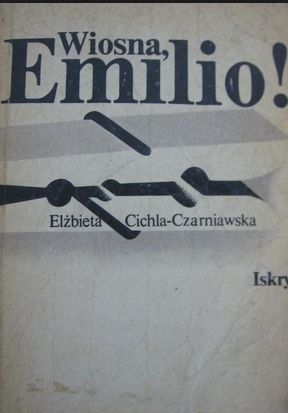 Wiosna,
Emilio!
Elżbieta Cichla-Czarniawska
Iskry